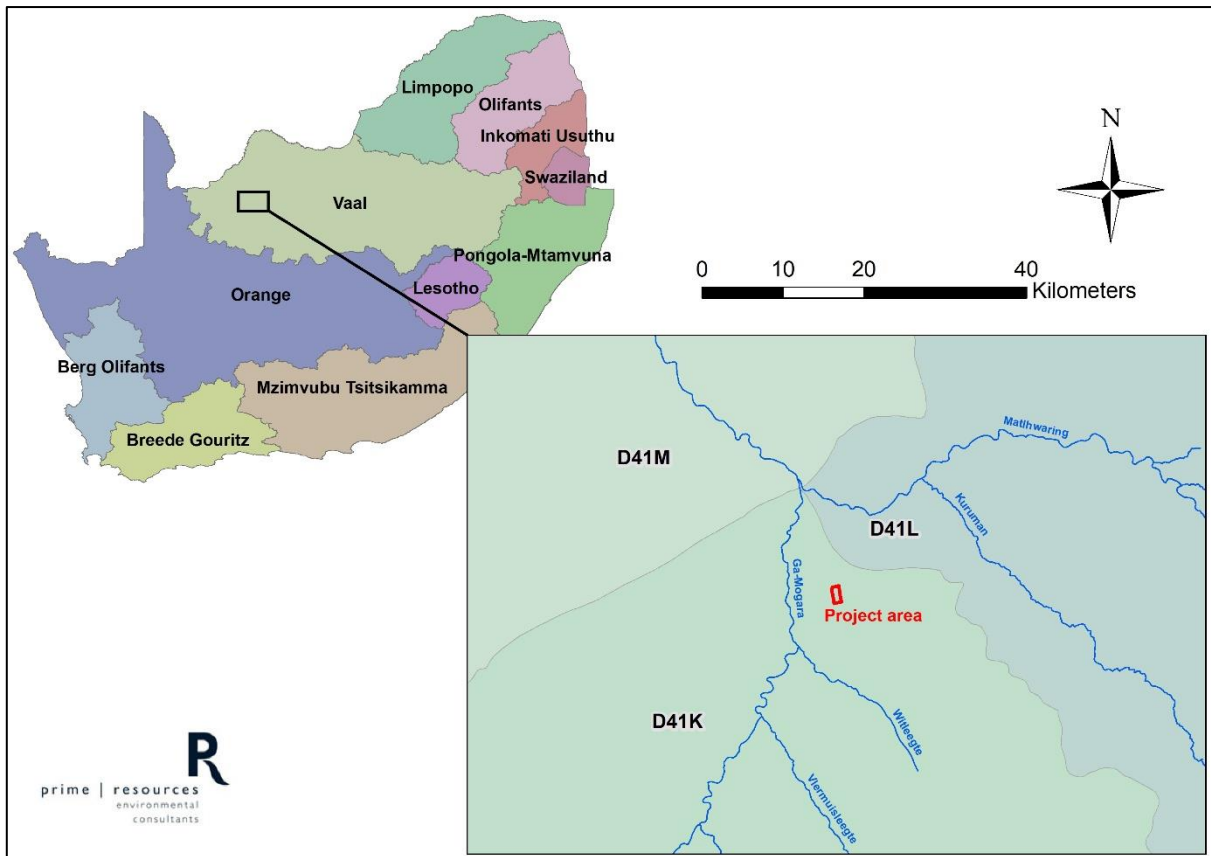 Limpopo
Olifants
Inkomati Usuthu
Swaziland
Vaal
Pongola-Mtamvuna
Lesotho
Orange
Berg Olifants
Mzimvubu Tsitsikamma
Breede Gouritz
N
0 10 20 40
Kilometers
Matlhwaring
D41M
Kuruman
D41L
Ga-Mogara
Project area
D41K
Witleegte
Vlermuisleegte
R
prime | resources
environmental
consultants